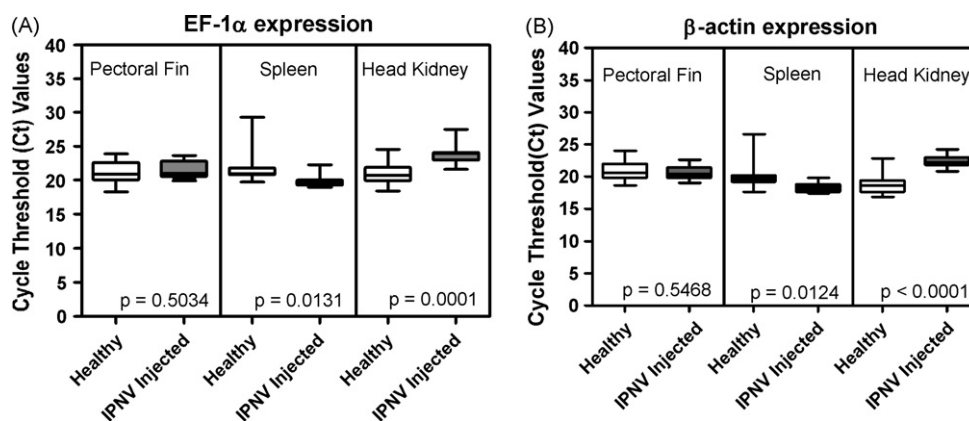 (A)
EF-1α expression
Cycle Threshold (Ct) Values
40
35
30
25
20
15
10
5
0
Pectoral Fin
Spleen
Head Kidney
p = 0.5034
p = 0.0131
p = 0.0001
Healthy
IPNV Injected
Healthy
IPNV Injected
Healthy
IPNV Injected
(B)
β-actin expression
Cycle Threshold(Ct) Values
40
35
30
25
20
15
10
5
0
Pectoral Fin
Spleen
Head Kidney
p = 0.5468
p = 0.0124
p < 0.0001
Healthy
IPNV Injected
Healthy
IPNV Injected
Healthy
IPNV Injected